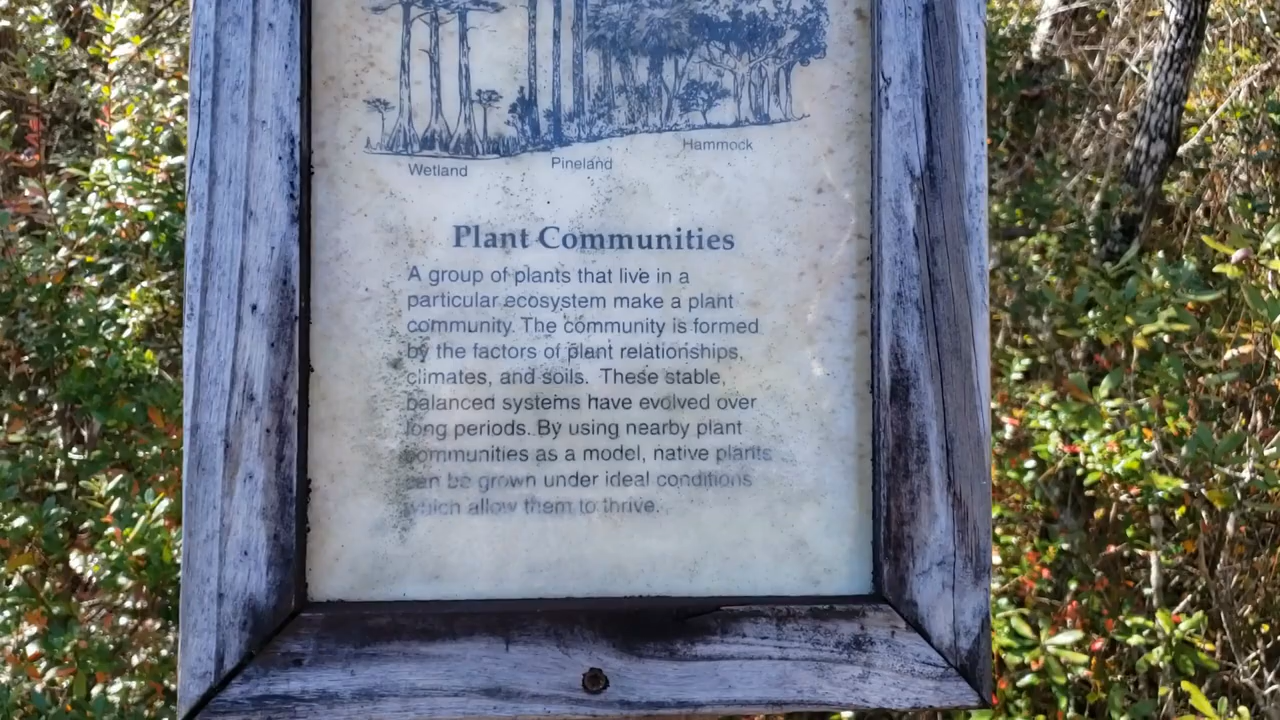 Wetland
Pineland
Hammock
Plant Communities
A group of plants that live in a
particular ecosystem make a plant
community. The community is formed
by the factors of plant relationships,
climates, and soils. These stable,
balanced systems have evolved over
long periods. By using nearby plant
communities as a model, native plants
can be grown under ideal conditions
which allow them to thrive.